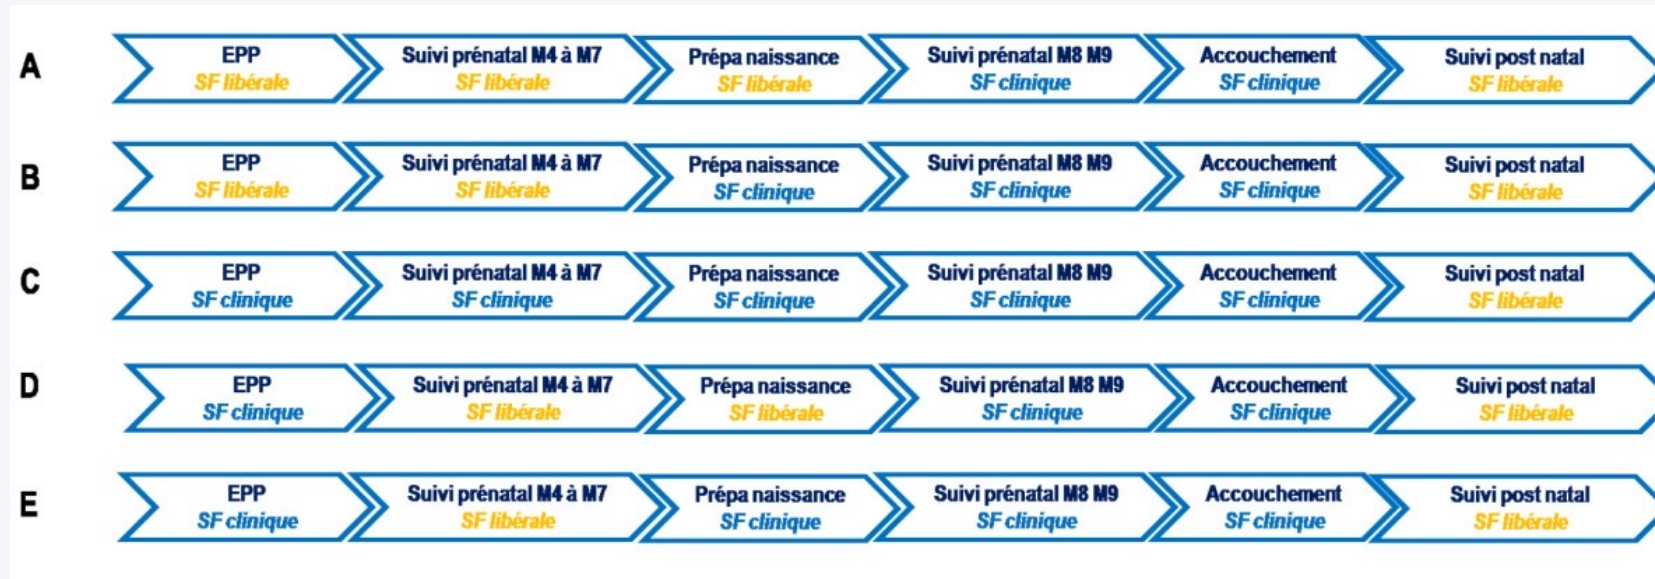 A
EPP
SF libérale
Suivi prénatal M4 à M7
SF libérale
Prépa naissance
SF libérale
Suivi prénatal M8 M9
SF clinique
Accouchement
SF clinique
Suivi post natal
SF libérale
B
EPP
SF libérale
Suivi prénatal M4 à M7
SF libérale
Prépa naissance
SF clinique
Suivi prénatal M8 M9
SF clinique
Accouchement
SF clinique
Suivi post natal
SF libérale
C
EPP
SF clinique
Suivi prénatal M4 à M7
SF clinique
Prépa naissance
SF clinique
Suivi prénatal M8 M9
SF clinique
Accouchement
SF clinique
Suivi post natal
SF libérale
D
EPP
SF clinique
Suivi prénatal M4 à M7
SF libérale
Prépa naissance
SF libérale
Suivi prénatal M8 M9
SF clinique
Accouchement
SF clinique
Suivi post natal
SF libérale
E
EPP
SF clinique
Suivi prénatal M4 à M7
SF libérale
Prépa naissance
SF clinique
Suivi prénatal M8 M9
SF clinique
Accouchement
SF clinique
Suivi post natal
SF libérale